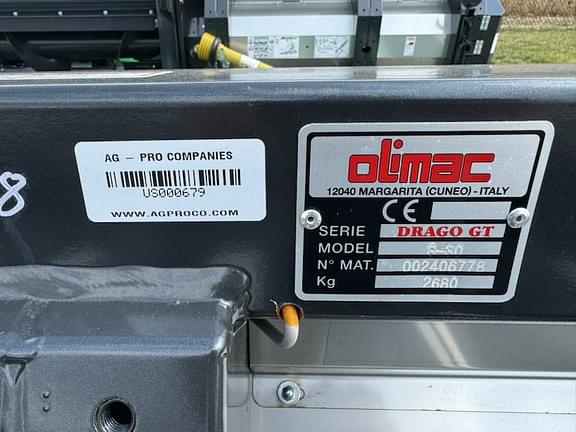 AG - PRO COMPANIES
US000679
WWW.AGPROCO.COM
8
olimac
12040 MARGARITA (CUNEO) - ITALY
CE
SERIE DRAGO GT
MODEL
N° MAT. 002406778
Kg 2680